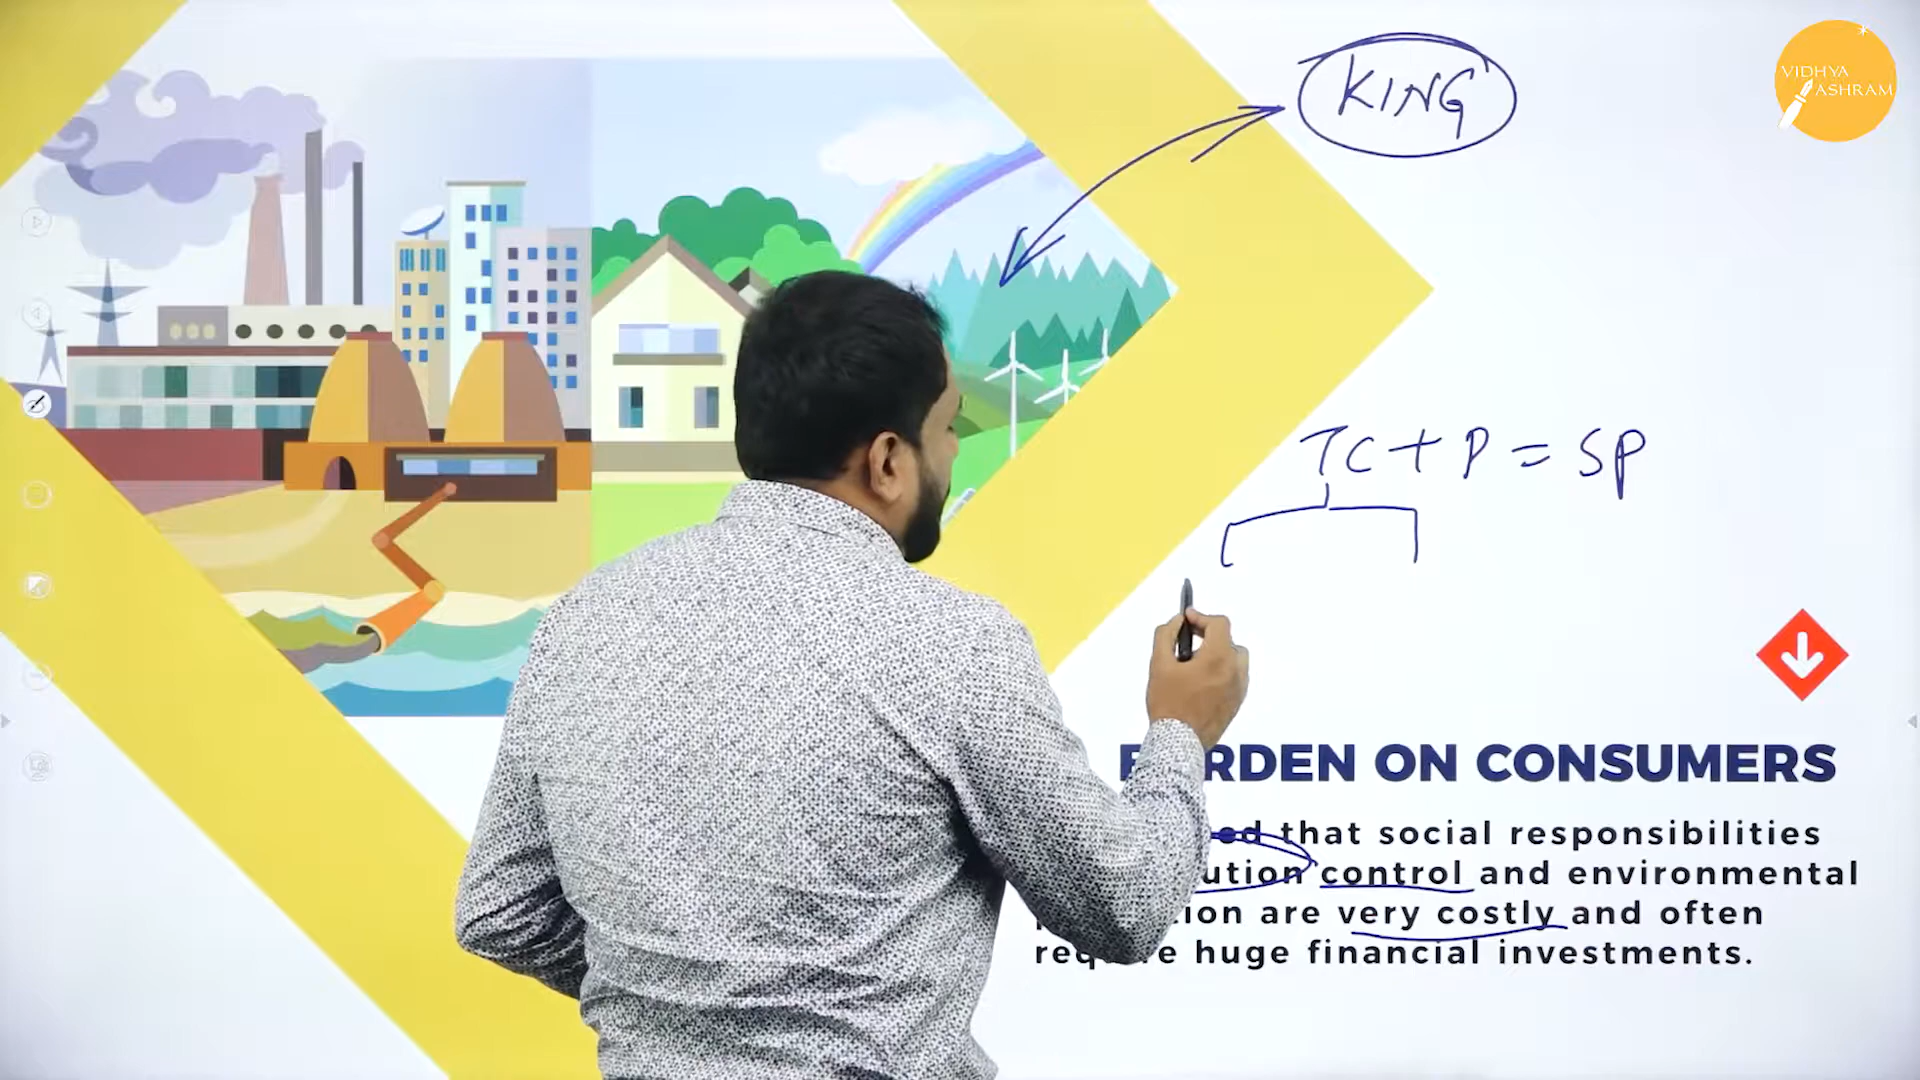 KING
VIDHYA
ASHRAM
TC + P = SP
RDEN ON CONSUMERS
ed that social responsibilities
ution control and environmental
ion are very costly and often
huge financial investments.